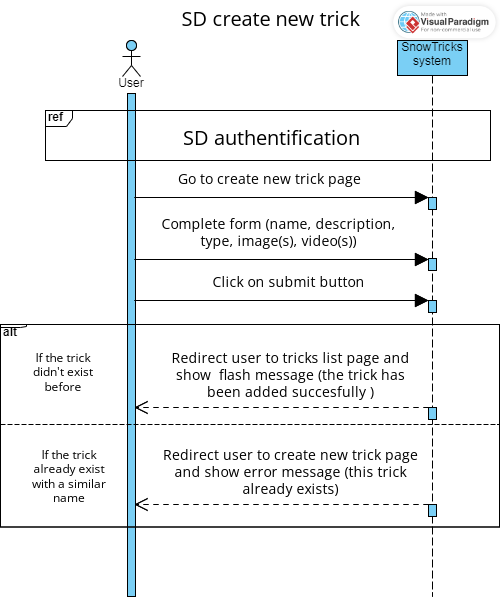 SD create new trick
Made with
Visual Paradigm
For non-commercial use
SnowTricks
system
User
ref
SD authentification
Go to create new trick page
Complete form (name, description,
type, image(s), video(s))
Click on submit button
alt
If the trick
didn't exist
before
Redirect user to tricks list page and
show flash message (the trick has
been added succesfully )
If the trick
already exist
with a similar
name
Redirect user to create new trick page
and show error message (this trick
already exists)